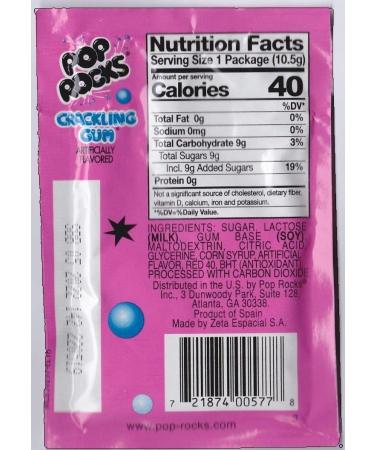 POP
ROCKS®
CRACKLING
GUM
ARTIFICIALLY
FLAVORED
Nutrition Facts
Serving Size 1 Package (10.5g)
Amount per serving
Calories 40
%DV*
Total Fat 0g 0%
Sodium 0mg 0%
Total Carbohydrate 9g 3%
Total Sugars 9g
Incl. 9g Added Sugars 19%
Protein 0g
Not a significant source of cholesterol, dietary fiber,
vitamin D, calcium, iron and potassium.
*%DV=%Daily Value.
INGREDIENTS: SUGAR, LACTOSE
(MILK), GUM BASE (SOY),
MALTODEXTRIN, CITRIC ACID,
GLYCERINE, CORN SYRUP, ARTIFICIAL
FLAVOR, RED 40, BHT (ANTIOXIDANT).
PROCESSED WITH CARBON DIOXIDE
Distributed in the U.S. by Pop Rocks®
Inc., 3 Dunwoody Park, Suite 128,
Atlanta, GA 30338.
Product of Spain
Made by Zeta Espacial S.A.
7 21874 00577 8
www.pop-rocks.com